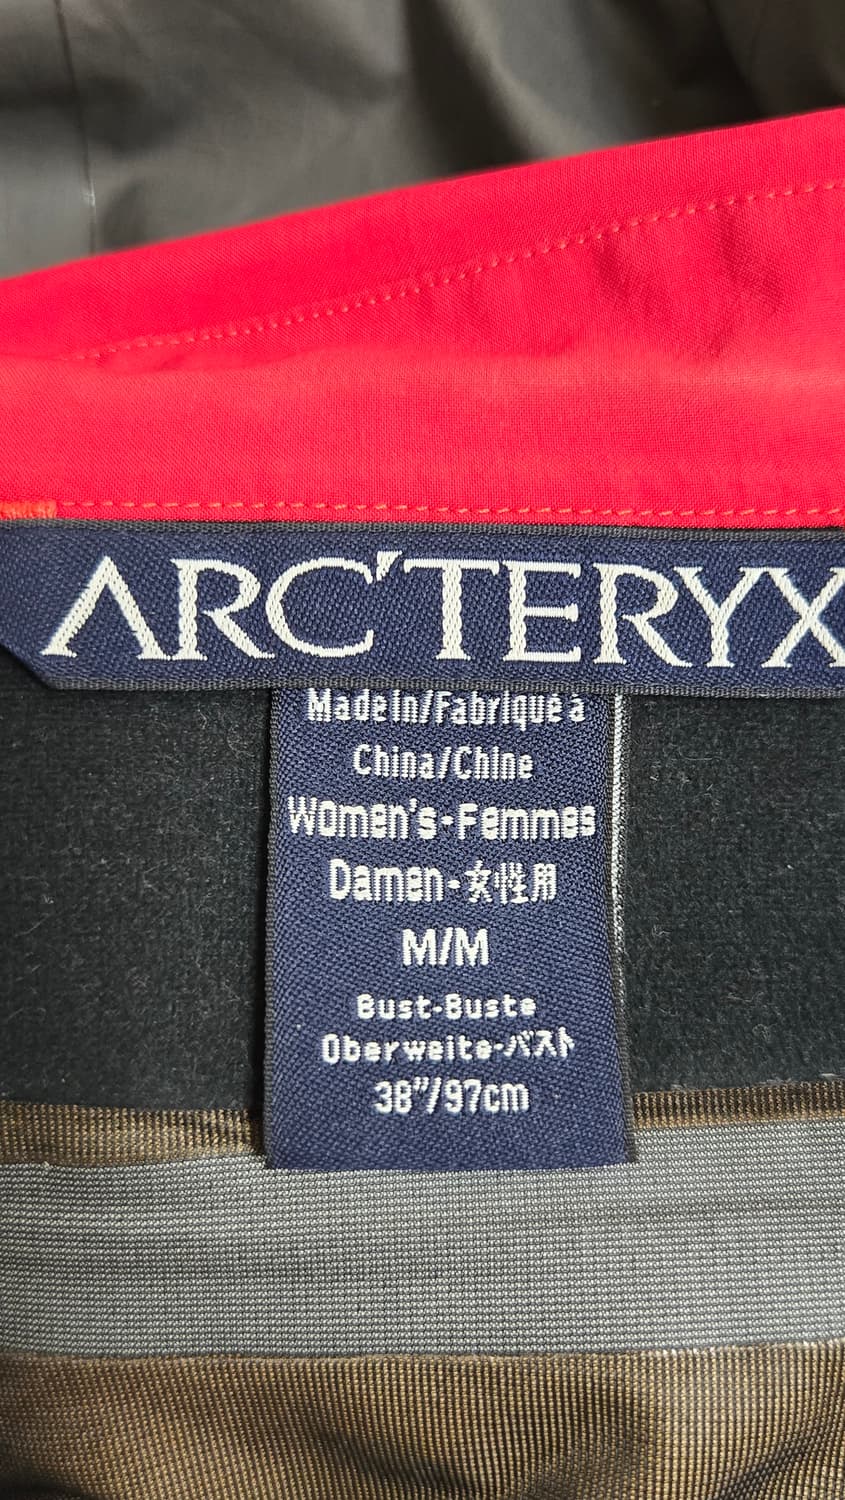 ARC'TERYX
Made In/Fabriqué à
China/Chine
Women's-Femmes
Damen-女性用
M/M
Bust-Buste
Oberweite-バスト
38"/97cm